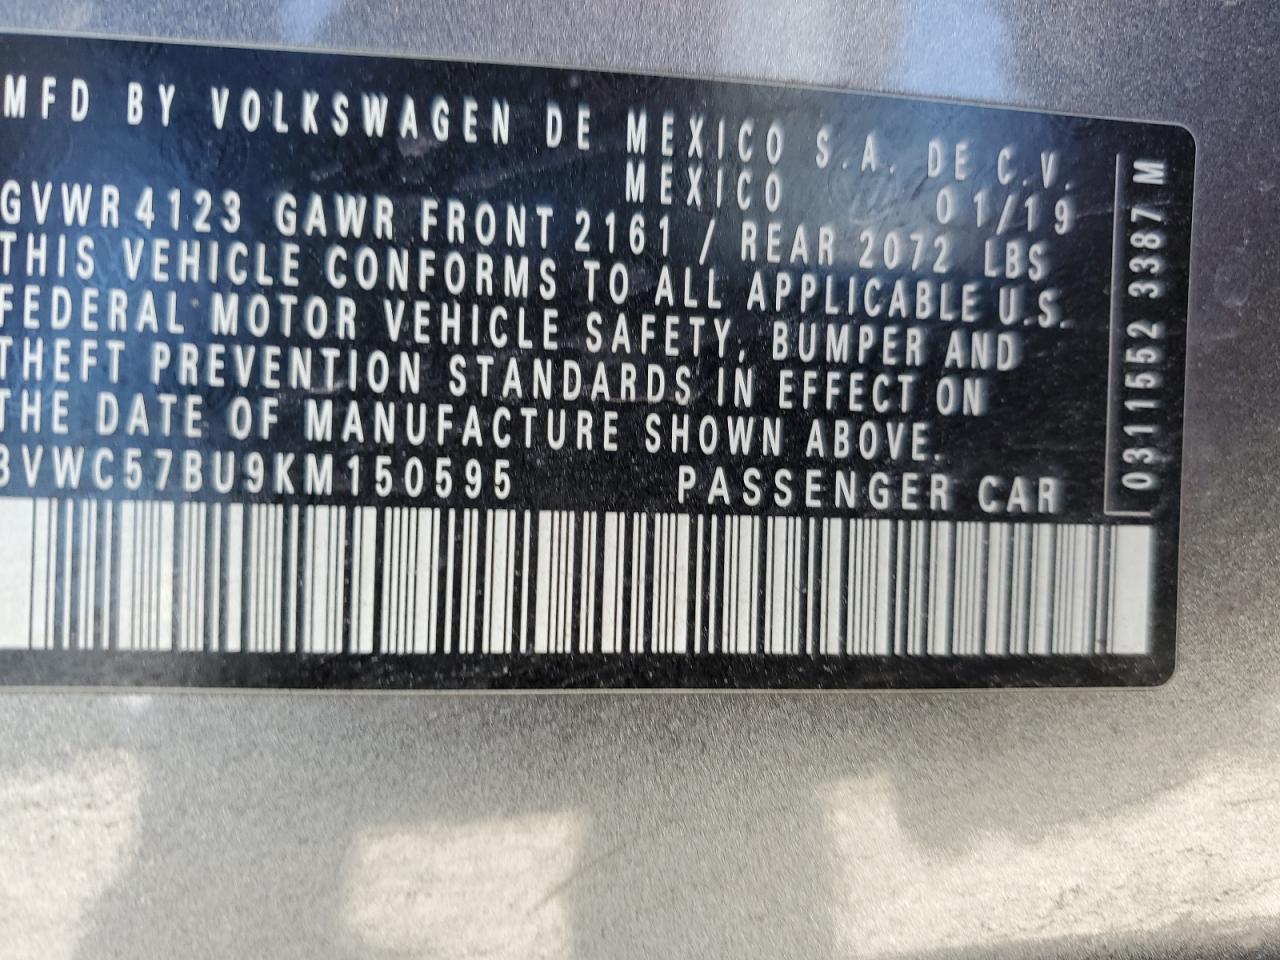 MFD BY VOLKSWAGEN DE MEXICO S.A. DE C.V.
MEXICO 01/19
GVWR 4123 GAWR FRONT 2161 / REAR 2072 LBS
THIS VEHICLE CONFORMS TO ALL APPLICABLE U.S.
FEDERAL MOTOR VEHICLE SAFETY, BUMPER AND
THEFT PREVENTION STANDARDS IN EFFECT ON
THE DATE OF MANUFACTURE SHOWN ABOVE.
3VWC57BU9KM150595 PASSENGER CAR
0311552 3387 M